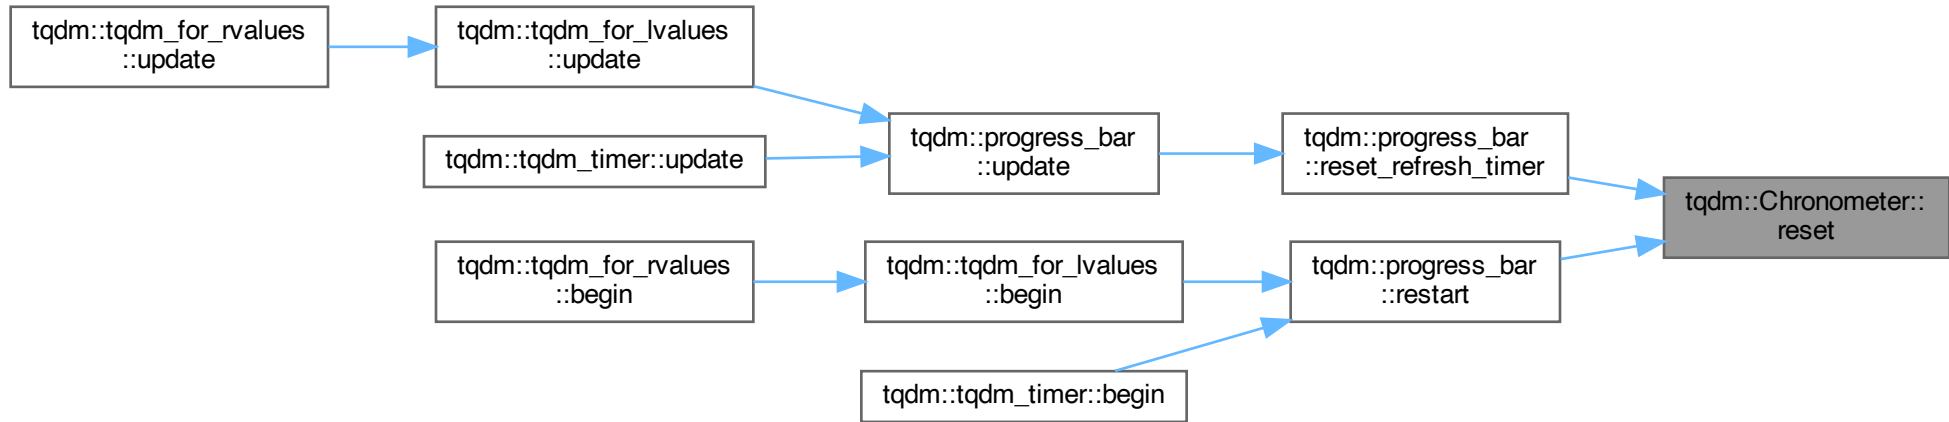 tqdm::tqdm_for_rvalues
::update
tqdm::tqdm_for_lvalues
::update
tqdm::tqdm_timer::update
tqdm::progress_bar
::update
tqdm::progress_bar
::reset_refresh_timer
tqdm::Chronometer::
reset
tqdm::tqdm_for_rvalues
::begin
tqdm::tqdm_for_lvalues
::begin
tqdm::progress_bar
::restart
tqdm::tqdm_timer::begin